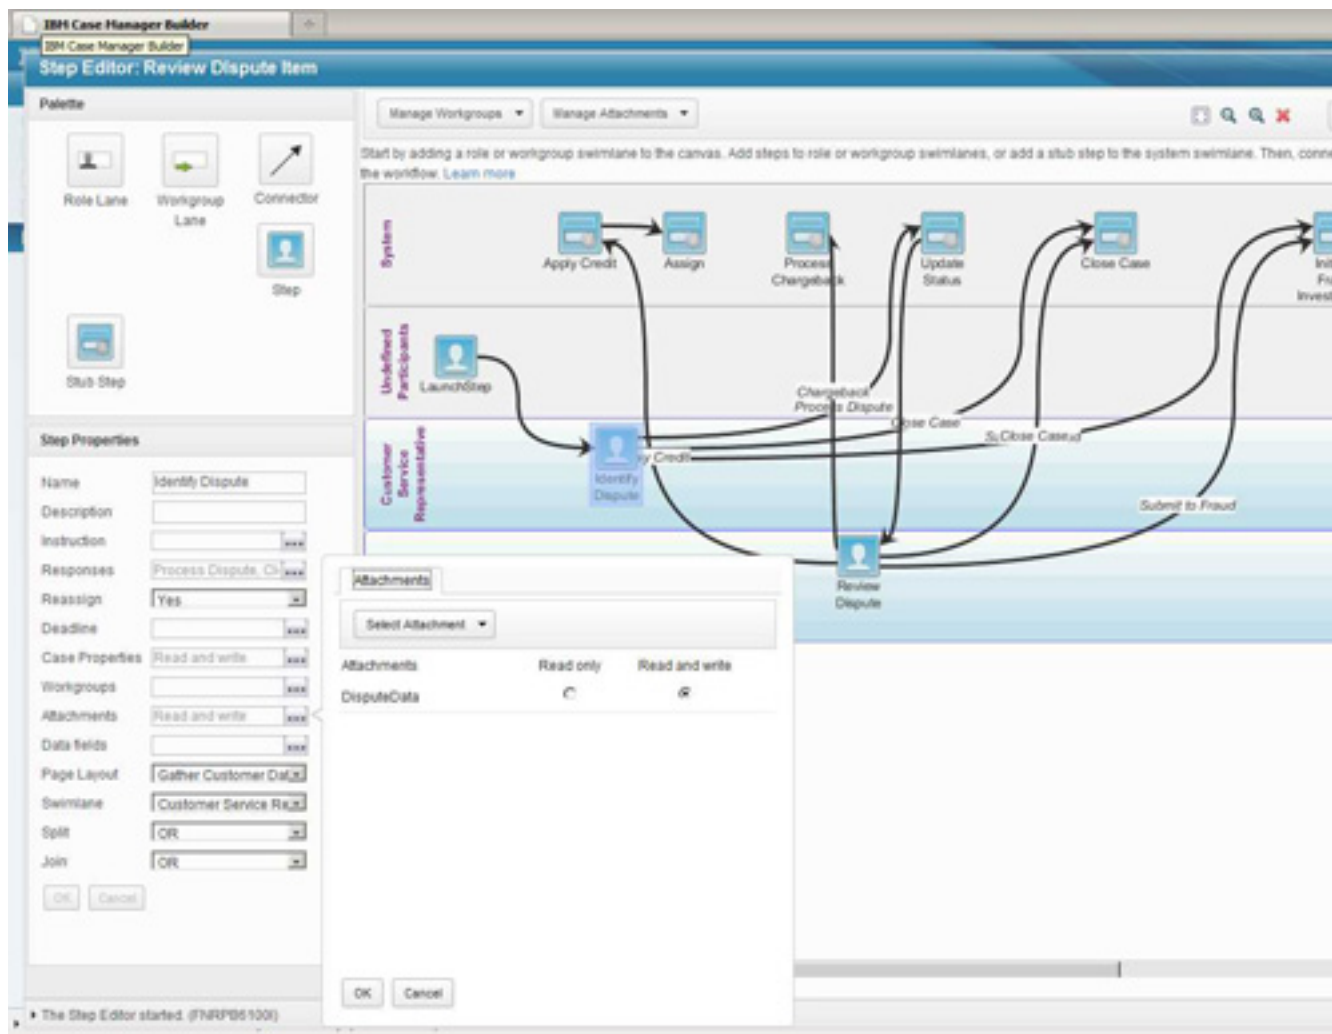 IBM Case Manager Builder
IBM Case Manager Builder
Step Editor: Review Dispute Item
Palette
Manage Workgroups
Manage Attachments
Start by adding a role or workgroup swimlane to the canvas. Add steps to role or workgroup swimlanes, or add a stub step to the system swimlane. Then, conne
the workflow. Learn more
Role Lane
Workgroup
Lane
Connector
Step
Stub Step
System
Apply Credit
Assign
Process
Chargeback
Update
Status
Close Case
Init
Fra
Invest
Undefined
Participants
LaunchStep
Chargeback
Process Dispute
Close Case
Close Case
Customer
Service
Representative
Identify
Dispute
y Credit
Submit to Fraud
Review
Dispute
Step Properties
Name
Identify Dispute
Description
Instruction
Responses
Process Dispute, Cl
Reassign
Yes
Deadline
Case Properties
Read and write
Workgroups
Attachments
Read and write
Data fields
Page Layout
Gather Customer Dat
Swimlane
Customer Service Re
Split
OR
Join
OR
OK
Cancel
Attachments
Select Attachment
Attachments
Read only
Read and write
DisputeData
OK
Cancel
The Step Editor started. (FNRPB6100I)